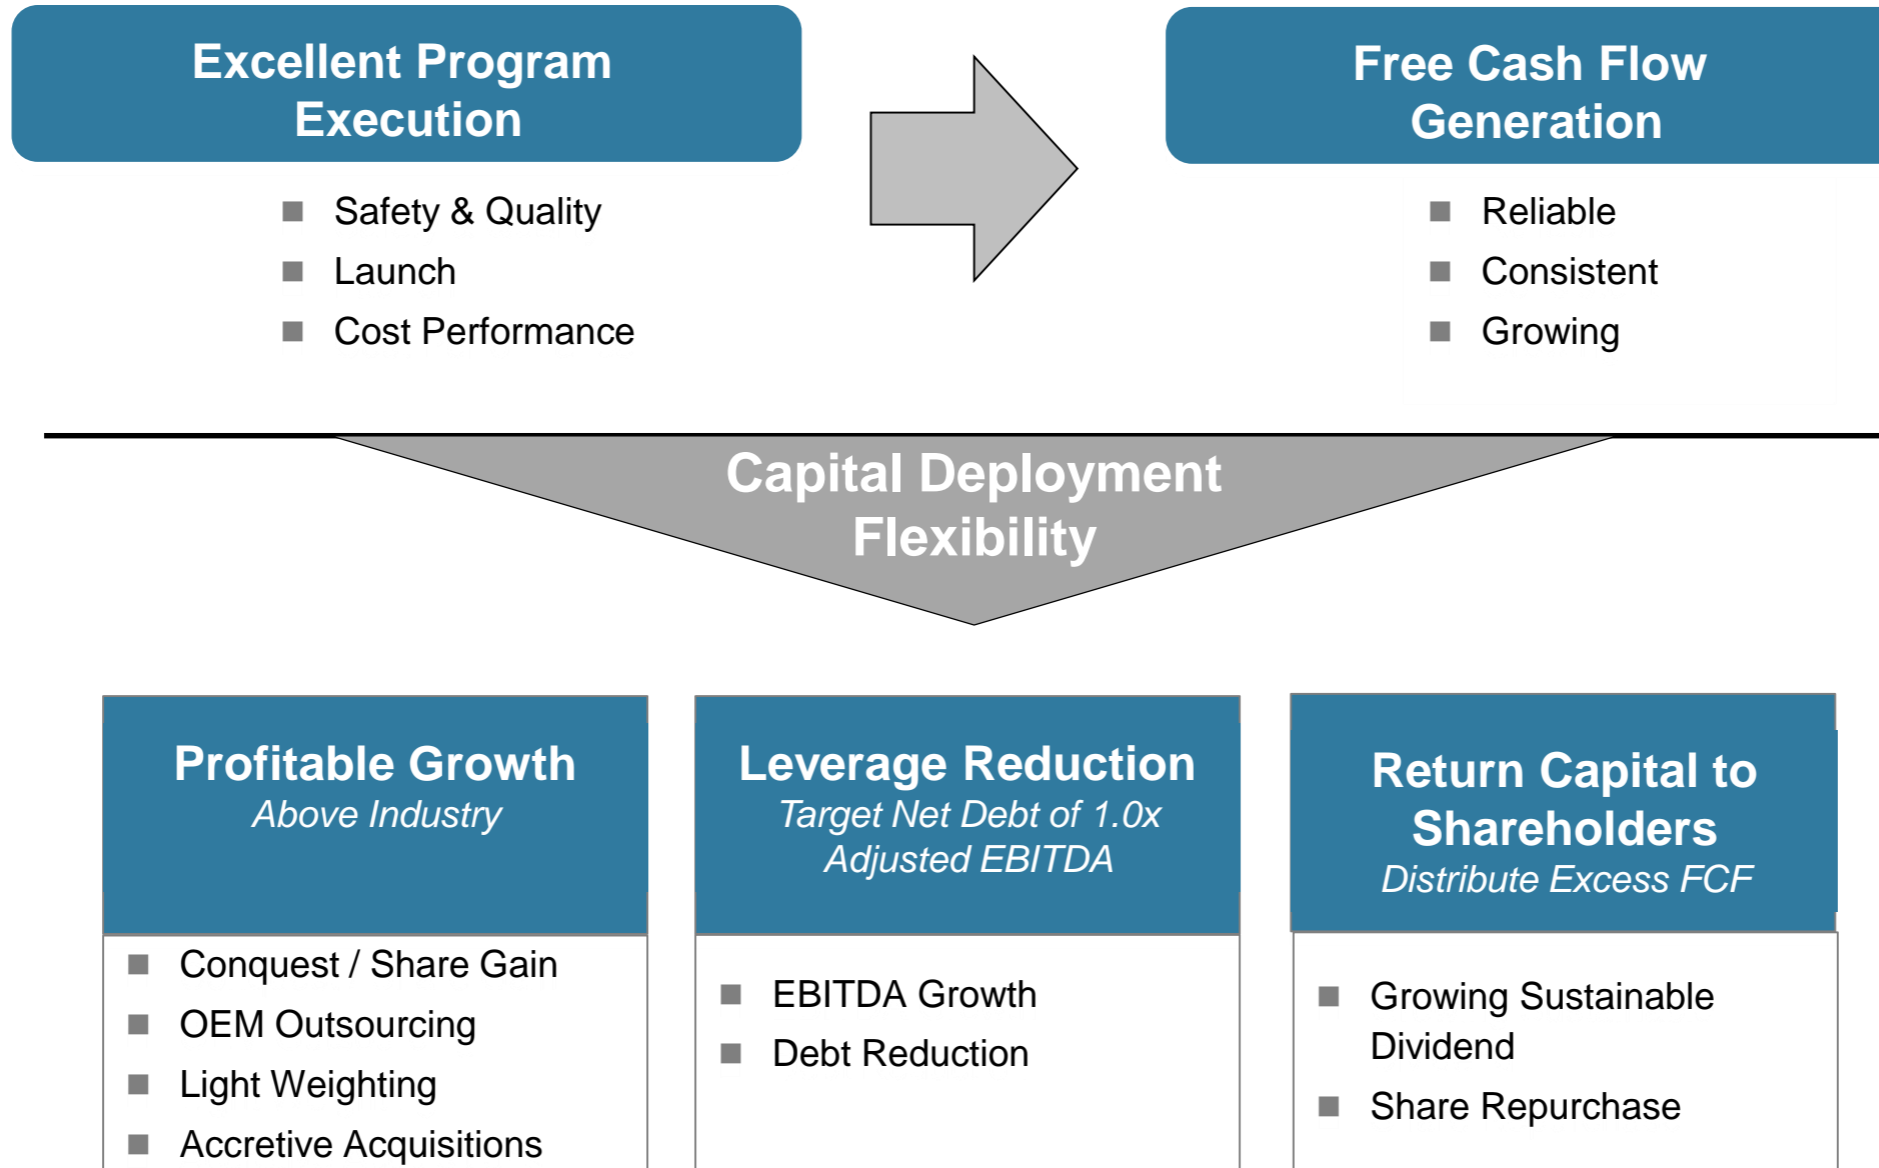 Excellent Program
Execution
Free Cash Flow
Generation
Safety & Quality
Launch
Cost Performance
Reliable
Consistent
Growing
Capital Deployment
Flexibility
Profitable Growth
Above Industry
Conquest / Share Gain
OEM Outsourcing
Light Weighting
Accretive Acquisitions
Leverage Reduction
Target Net Debt of 1.0x
Adjusted EBITDA
EBITDA Growth
Debt Reduction
Return Capital to
Shareholders
Distribute Excess FCF
Growing Sustainable
Dividend
Share Repurchase